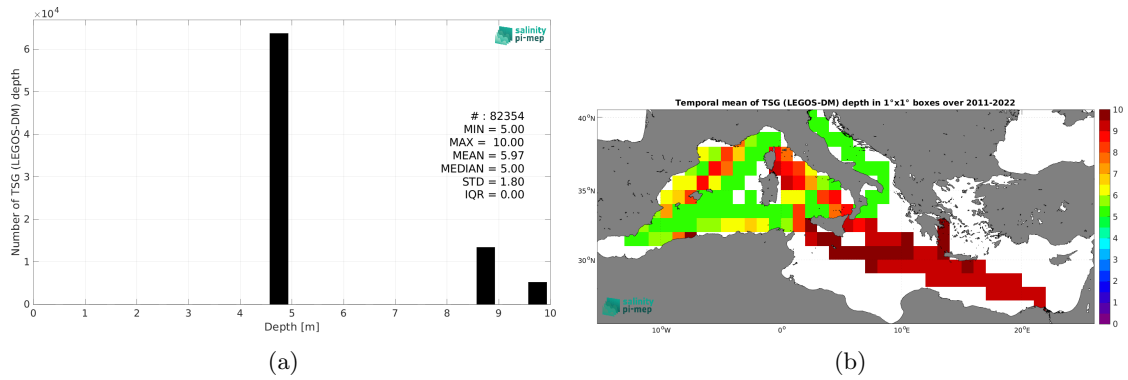 ×10⁴
6
5
4
3
2
1
0
Number of TSG (LEGOS-DM) depth
salinity
pi-mep
# : 82354
MIN = 5.00
MAX = 10.00
MEAN = 5.97
MEDIAN = 5.00
STD = 1.80
IQR = 0.00
0 1 2 3 4 5 6 7 8 9 10
Depth [m]
(a)
Temporal mean of TSG (LEGOS-DM) depth in 1°x1° boxes over 2011-2022
40°N
35°N
30°N
10°W 0° 10°E 20°E
salinity
pi-mep
10
9
8
7
6
5
4
3
2
1
0
(b)